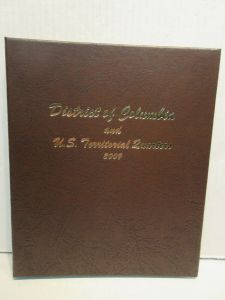 District of Columbia
and
U.S. Territorial Quarters
2009